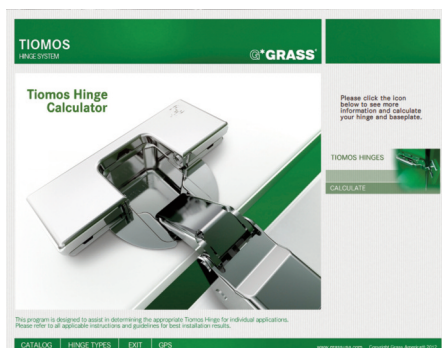 TIOMOS
HINGE SYSTEM
G*GRASS®
Tiomos Hinge
Calculator
Please click the icon
below to see more
information and calculate
your hinge and baseplate.
TIOMOS HINGES
CALCULATE
This program is designed to assist in determining the appropriate Tiomos Hinge for individual applications.
Please refer to all applicable instructions and guidelines for best installation results.
CATALOG HINGE TYPES EXIT GPS
www.grassusa.com Copyright Grass America®